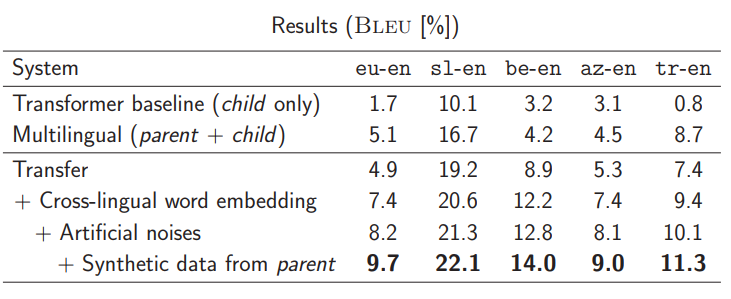 Results (BLEU [%])
System eu-en sl-en be-en az-en tr-en
Transformer baseline (child only) 1.7 10.1 3.2 3.1 0.8
Multilingual (parent + child) 5.1 16.7 4.2 4.5 8.7
Transfer 4.9 19.2 8.9 5.3 7.4
+ Cross-lingual word embedding 7.4 20.6 12.2 7.4 9.4
+ Artificial noises 8.2 21.3 12.8 8.1 10.1
+ Synthetic data from parent 9.7 22.1 14.0 9.0 11.3